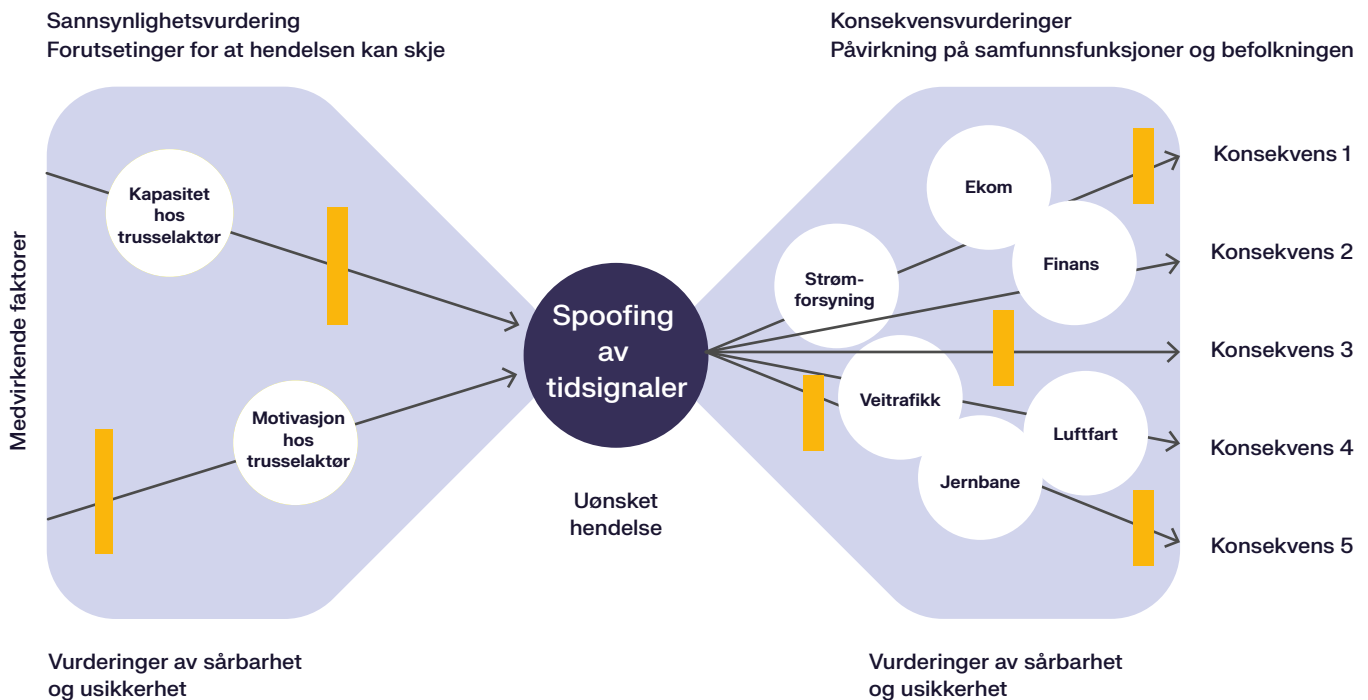 Sannsynlighetsvurdering
Forutsetinger for at hendelsen kan skje
Konsekvensvurderinger
Påvirkning på samfunnsfunksjoner og befolkningen
Medvirkende faktorer
Kapasitet
hos
trusselaktør
Motivasjon
hos
trusselaktør
Spoofing
av
tidsignaler
Uønsket
hendelse
Ekom
Finans
Strøm-
forsyning
Veitrafikk
Luftfart
Jernbane
Konsekvens 1
Konsekvens 2
Konsekvens 3
Konsekvens 4
Konsekvens 5
Vurderinger av sårbarhet
og usikkerhet
Vurderinger av sårbarhet
og usikkerhet